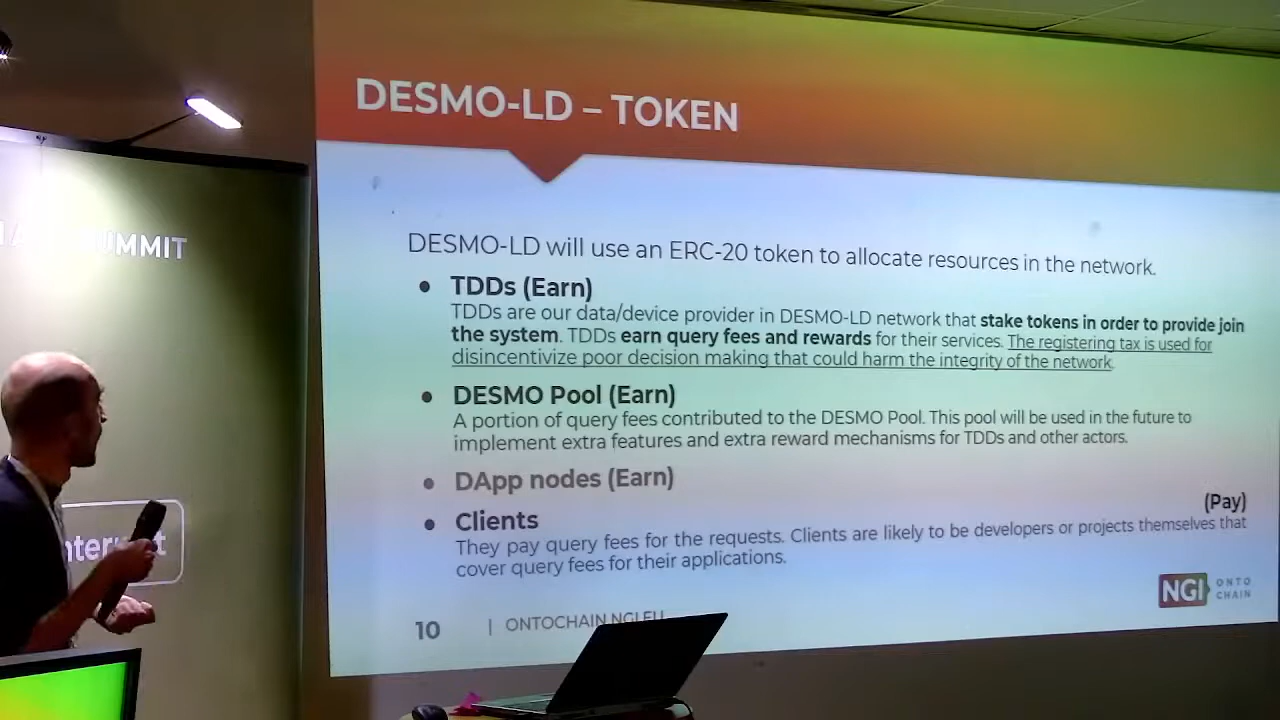 DESMO-LD – TOKEN
UMMIT
DESMO-LD will use an ERC-20 token to allocate resources in the network.
● TDDs (Earn)
TDDs are our data/device provider in DESMO-LD network that stake tokens in order to provide join
the system. TDDs earn query fees and rewards for their services. The registering tax is used for
disincentivize poor decision making that could harm the integrity of the network.
● DESMO Pool (Earn)
A portion of query fees contributed to the DESMO Pool. This pool will be used in the future to
implement extra features and extra reward mechanisms for TDDs and other actors.
● DApp nodes (Earn)
● Clients (Pay)
They pay query fees for the requests. Clients are likely to be developers or projects themselves that
cover query fees for their applications.
NGI ONTO
CHAIN
10 | ONTOCHAIN.NGI.EU